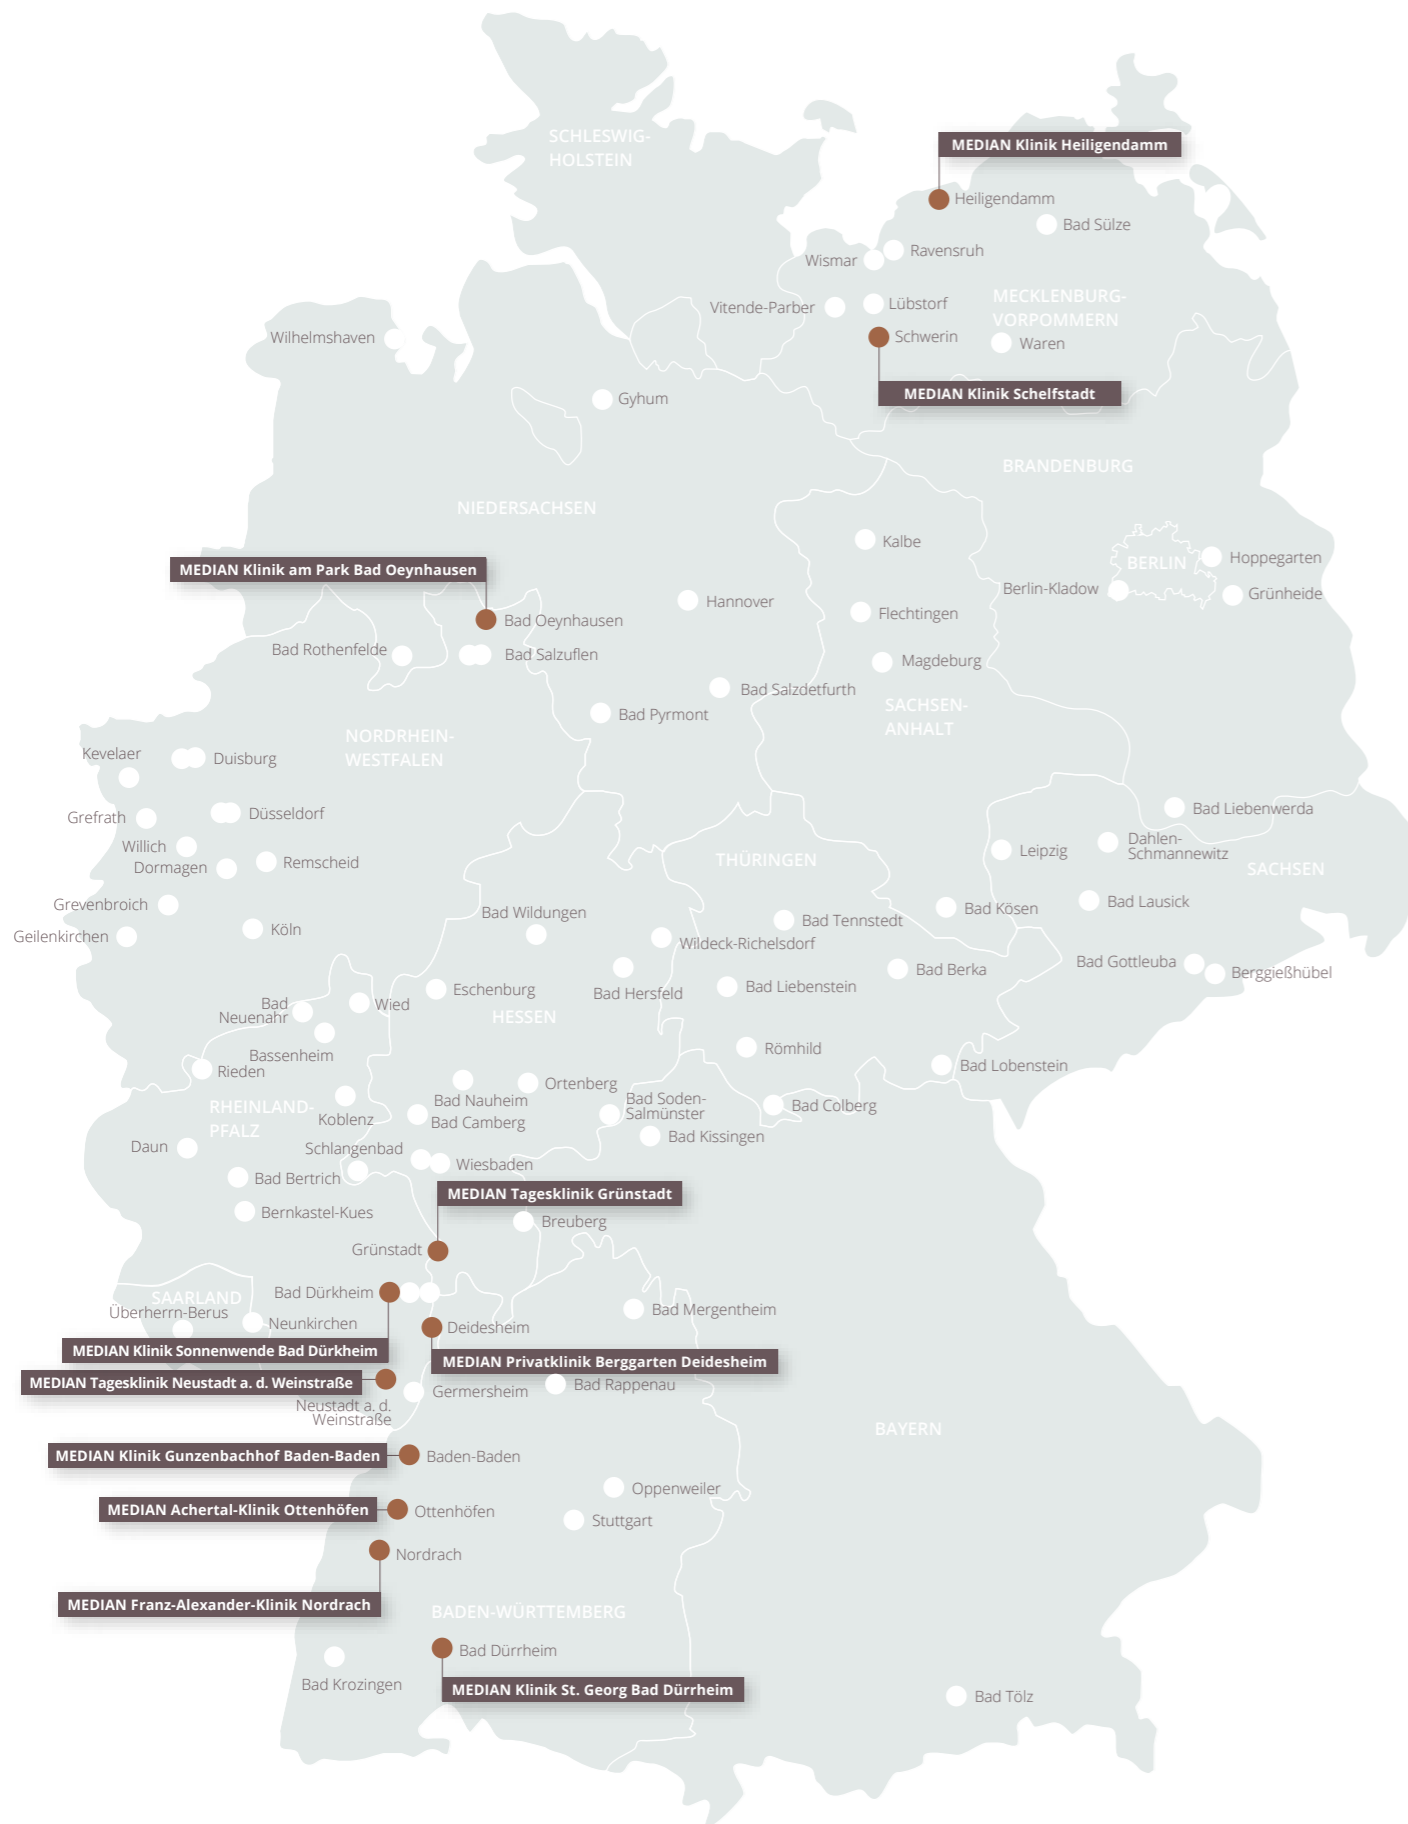 SCHLESWIG-
HOLSTEIN
MEDIAN Klinik Heiligendamm
Heiligendamm
Bad Sülze
Ravensruh
Wismar
MECKLENBURG-
VORPOMMERN
Vitende-Parber
Lübstorf
Schwerin
Waren
Wilhelmshaven
MEDIAN Klinik Schelfstadt
Gyhum
BRANDENBURG
NIEDERSACHSEN
Kalbe
Hoppegarten
BERLIN
MEDIAN Klinik am Park Bad Oeynhausen
Berlin-Kladow
Grünheide
Hannover
Flechtingen
Bad Oeynhausen
Bad Rothenfelde
Bad Salzuflen
Magdeburg
Bad Salzdetfurth
SACHSEN-
ANHALT
Bad Pyrmont
NORDRHEIN-
WESTFALEN
Kevelaer
Duisburg
Bad Liebenwerda
Grefrath
Düsseldorf
Dahlen-
Schmannewitz
Willich
Leipzig
THÜRINGEN
Dormagen
Remscheid
SACHSEN
Grevenbroich
Bad Kösen
Bad Lausick
Bad Wildungen
Bad Tennstedt
Geilenkirchen
Köln
Wildeck-Richelsdorf
Bad Gottleuba
Berggießhübel
Bad Berka
Eschenburg
Bad Hersfeld
Bad Liebenstein
Bad
Neuenahr
Wied
HESSEN
Bassenheim
Römhild
Rieden
Bad Lobenstein
Ortenberg
Bad Nauheim
Bad Soden-
Salmünster
Bad Colberg
RHEINLAND-
PFALZ
Koblenz
Bad Camberg
Bad Kissingen
Daun
Schlangenbad
Wiesbaden
Bad Bertrich
MEDIAN Tagesklinik Grünstadt
Bernkastel-Kues
Breuberg
Grünstadt
Bad Dürkheim
SAARLAND
Überherrn-Berus
Neunkirchen
Bad Mergentheim
Deidesheim
MEDIAN Klinik Sonnenwende Bad Dürkheim
MEDIAN Privatklinik Berggarten Deidesheim
MEDIAN Tagesklinik Neustadt a. d. Weinstraße
Bad Rappenau
Germersheim
Neustadt a. d.
Weinstraße
BAYERN
MEDIAN Klinik Gunzenbachhof Baden-Baden
Baden-Baden
Oppenweiler
MEDIAN Achertal-Klinik Ottenhöfen
Ottenhöfen
Stuttgart
Nordrach
MEDIAN Franz-Alexander-Klinik Nordrach
BADEN-WÜRTTEMBERG
Bad Dürrheim
Bad Krozingen
MEDIAN Klinik St. Georg Bad Dürrheim
Bad Tölz